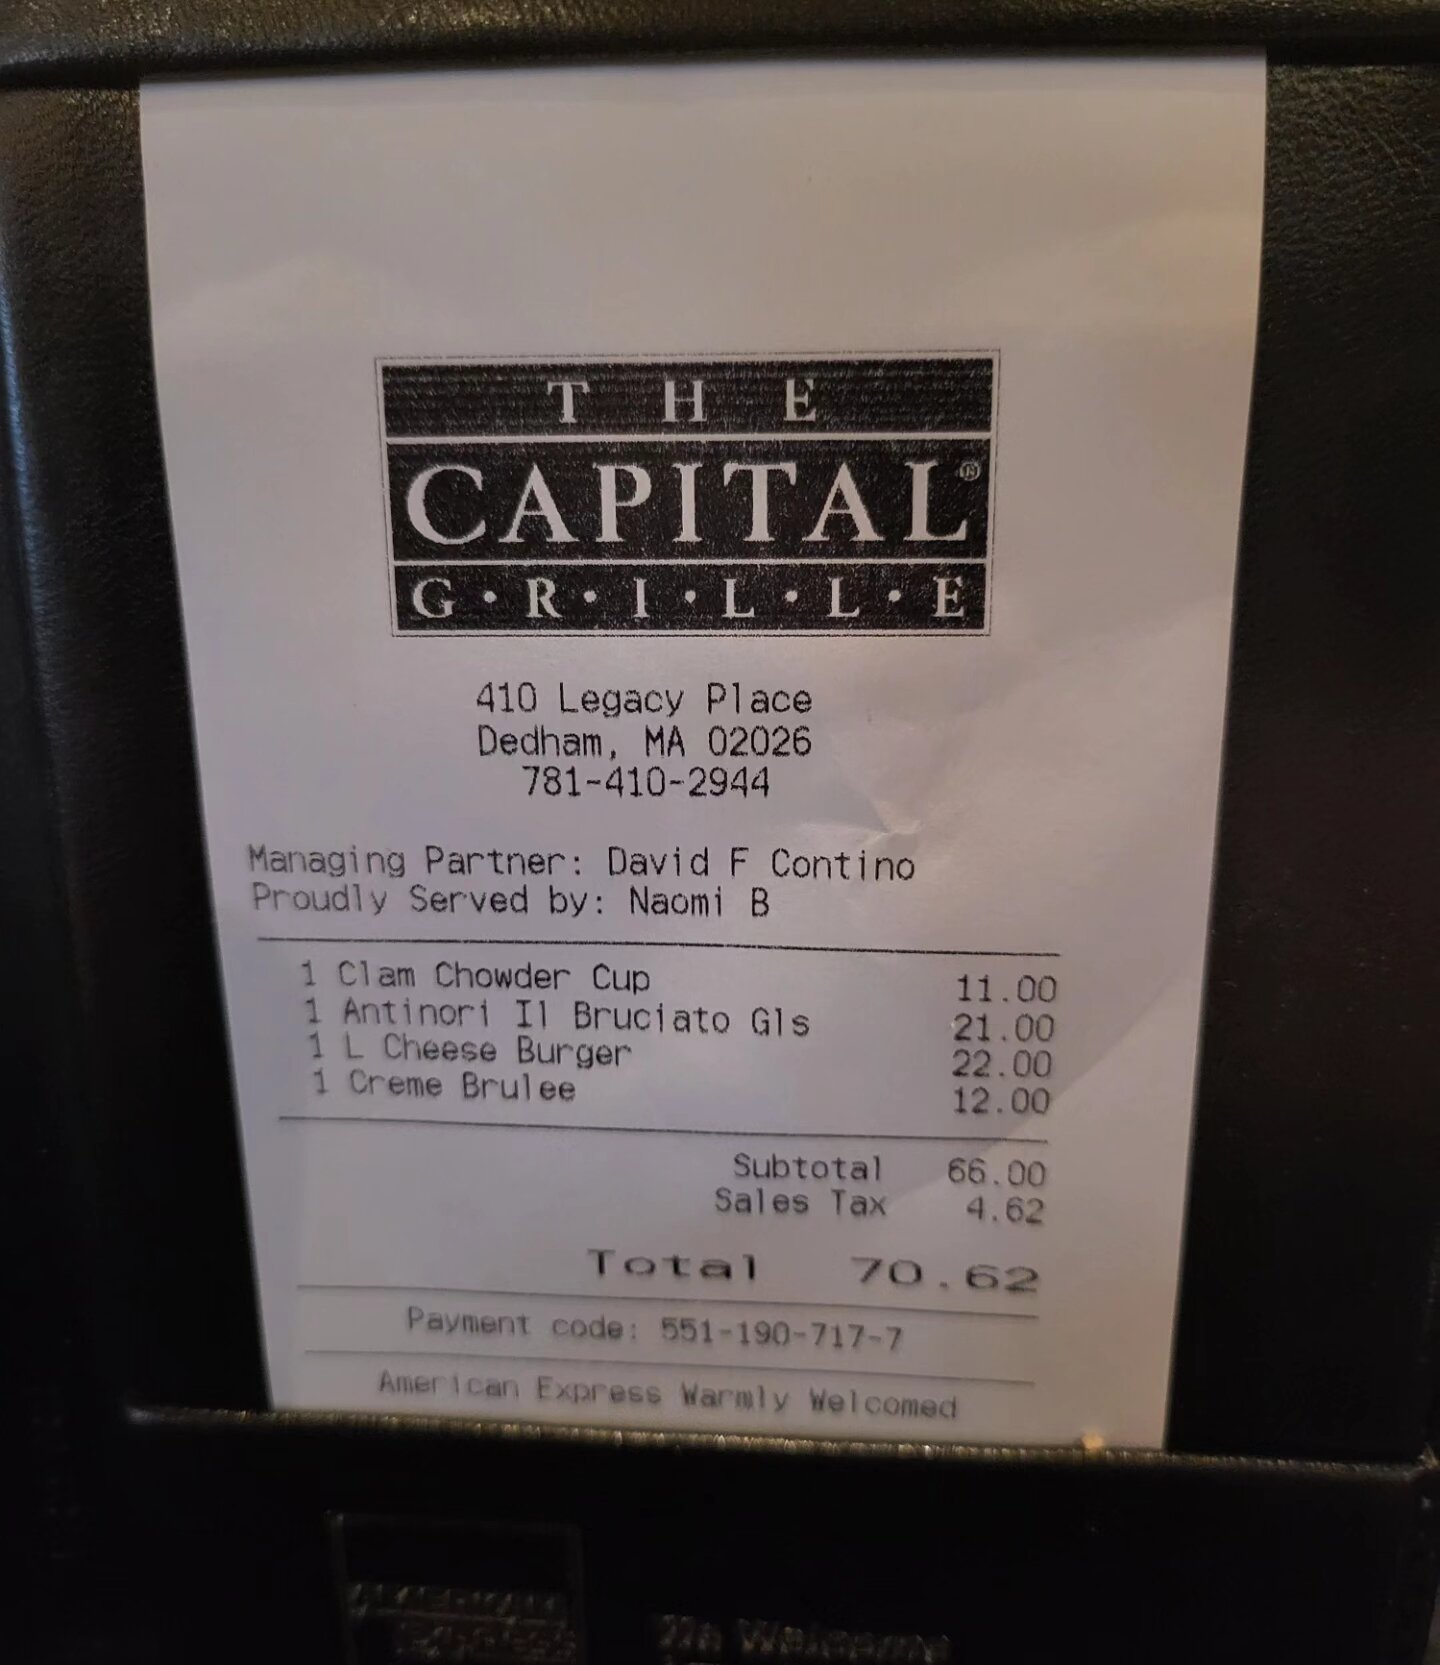 THE
CAPITAL®
G·R·I·L·L·E
410 Legacy Place
Dedham, MA 02026
781-410-2944
Managing Partner: David F Contino
Proudly Served by: Naomi B
1 Clam Chowder Cup 11.00
1 Antinori Il Bruciato Gls 21.00
1 L Cheese Burger 22.00
1 Creme Brulee 12.00
Subtotal 66.00
Sales Tax 4.62
Total 70.62
Payment code: 551-190-717-7
American Express Warmly Welcomed